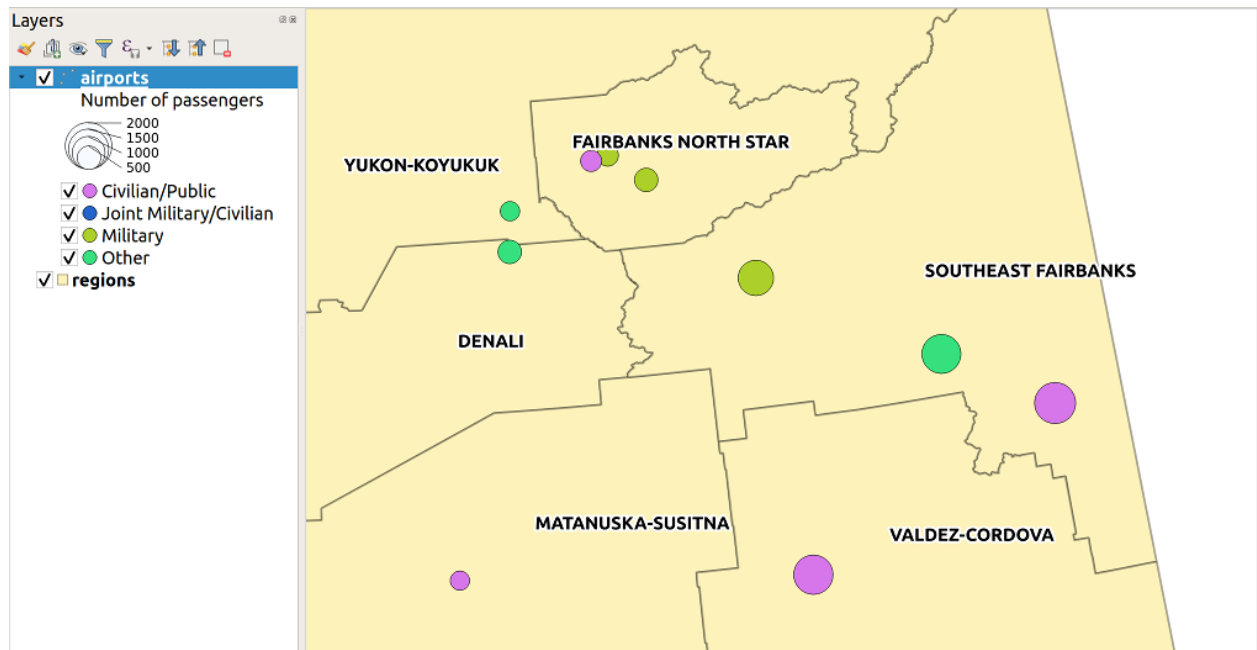 Layers
airports
Number of passengers
2000
1500
1000
500
Civilian/Public
Joint Military/Civilian
Military
Other
regions
FAIRBANKS NORTH STAR
YUKON-KOYUKUK
SOUTHEAST FAIRBANKS
DENALI
MATANUSKA-SUSITNA
VALDEZ-CORDOVA